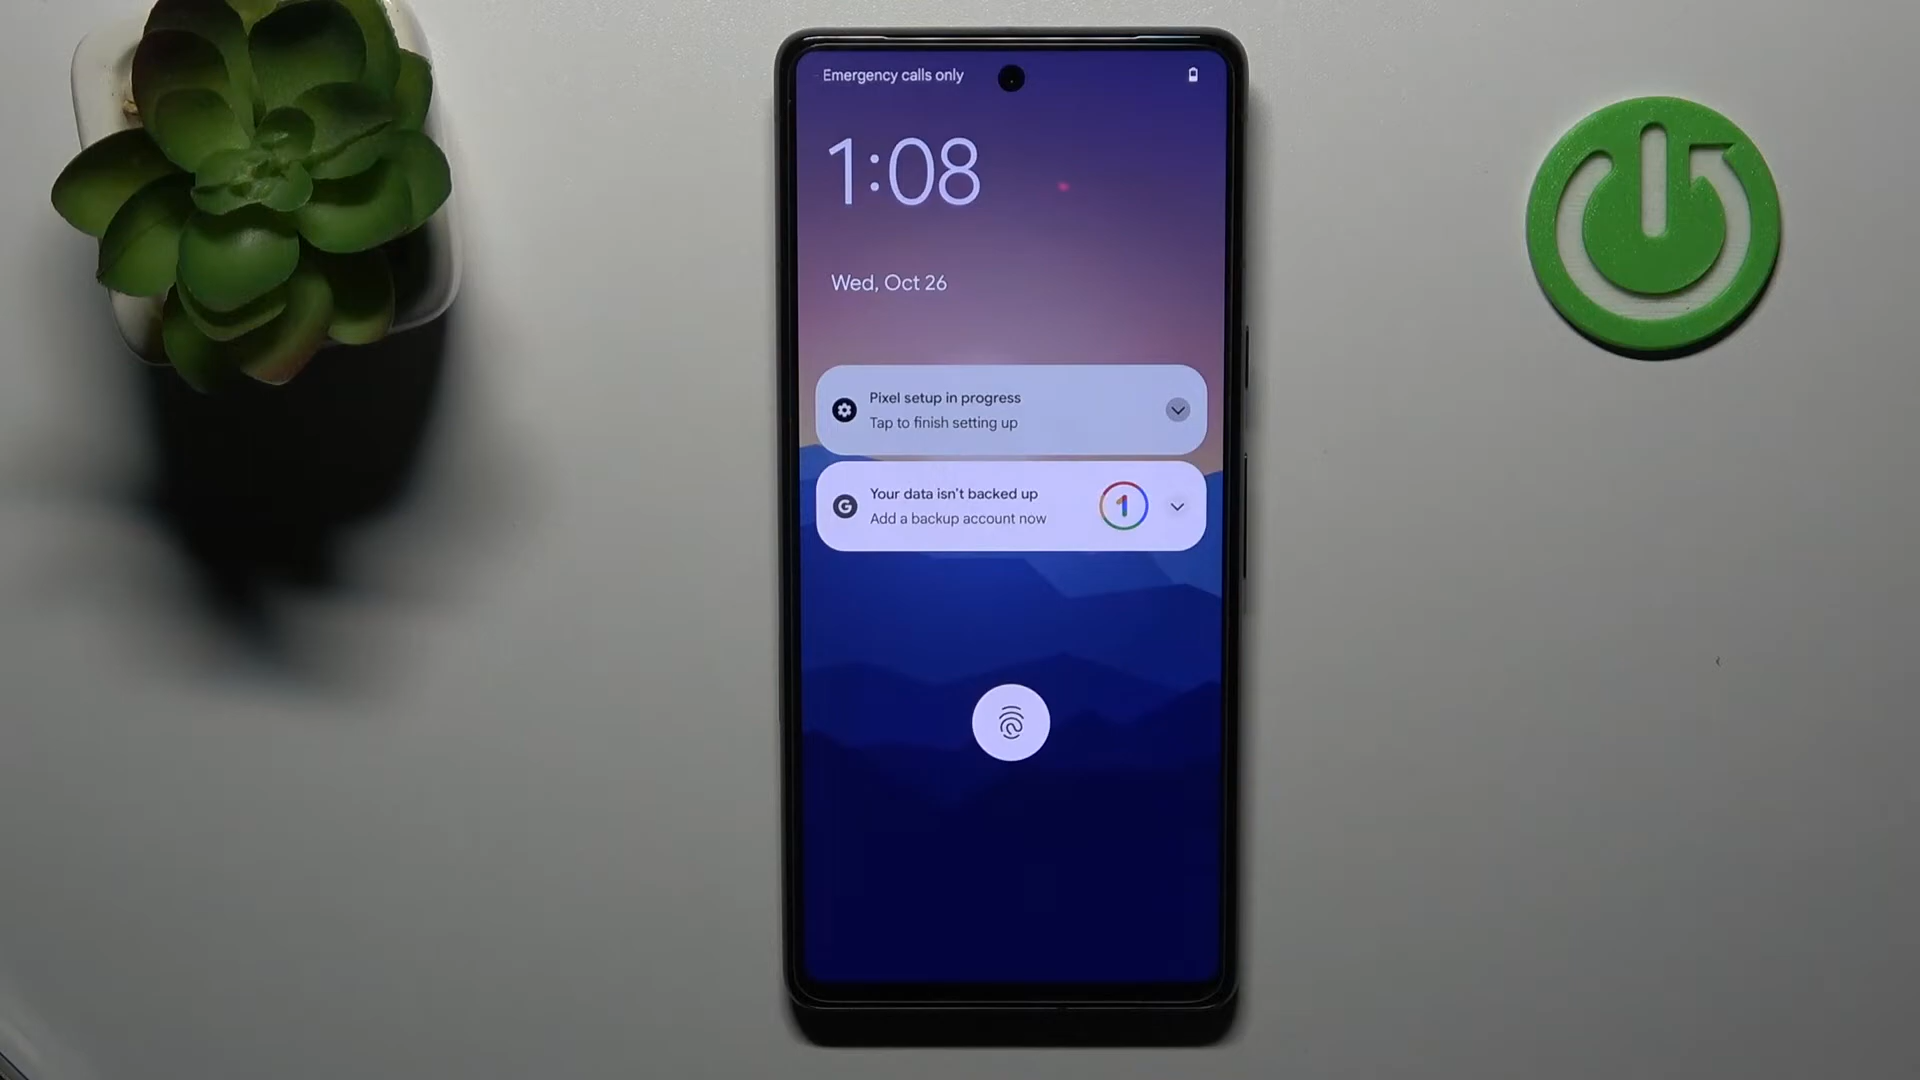 Emergency calls only
1:08
Wed, Oct 26
Pixel setup in progress
Tap to finish setting up
Your data isn't backed up
Add a backup account now